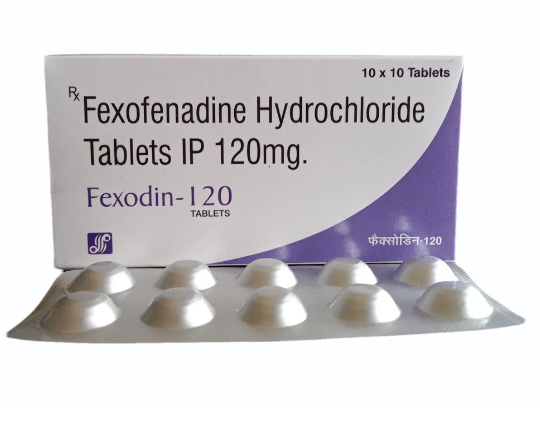 10 x 10 Tablets
Rx Fexofenadine Hydrochloride
Tablets IP 120mg.
Fexodin-120
TABLETS
फैक्सोडिन-120